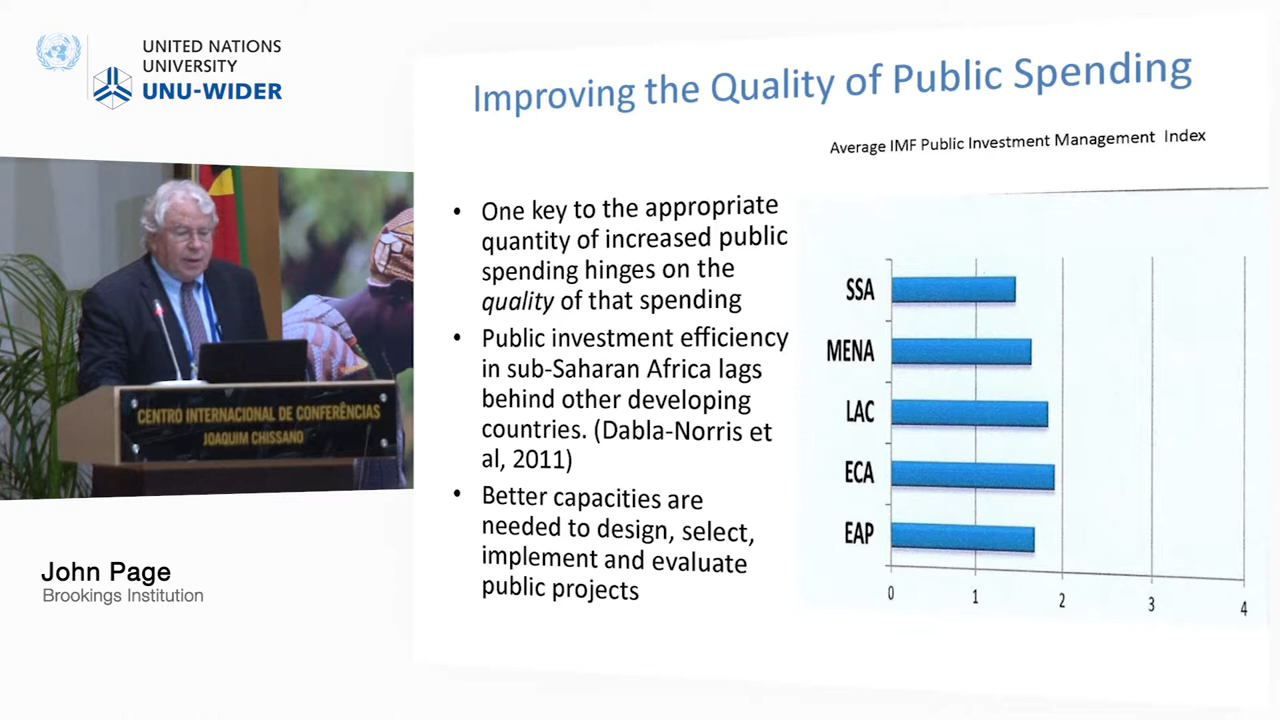 UNITED NATIONS
UNIVERSITY
UNU-WIDER
CENTRO INTERNACIONAL DE CONFERÊNCIAS
JOAQUIM CHISSANO
John Page
Brookings Institution
Improving the Quality of Public Spending
Average IMF Public Investment Management Index
• One key to the appropriate
quantity of increased public
spending hinges on the
quality of that spending
• Public investment efficiency
in sub-Saharan Africa lags
behind other developing
countries. (Dabla-Norris et
al, 2011)
• Better capacities are
needed to design, select,
implement and evaluate
public projects
SSA
MENA
LAC
ECA
EAP
0 1 2 3 4